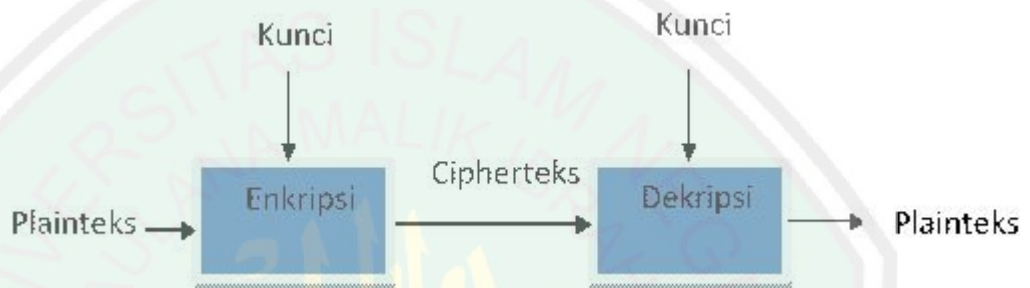 Kunci
Kunci
Cipherteks
Enkripsi
Dekripsi
Plainteks
Plainteks